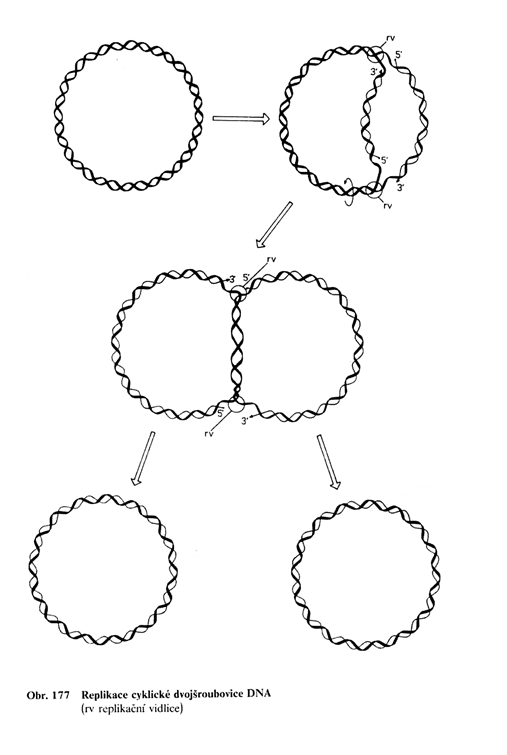 rv
5'
3'
5'
3'
rv
rv
3'
5'
5'
3'
rv
Obr. 177 Replikace cyklické dvojšroubovice DNA
(rv replikační vidlice)